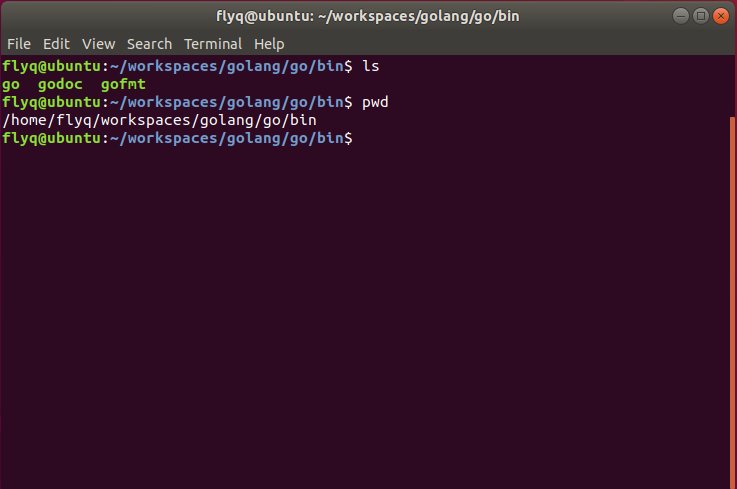 flyq@ubuntu: ~/workspaces/golang/go/bin
File Edit View Search Terminal Help
flyq@ubuntu:~/workspaces/golang/go/bin$ ls
go godoc gofmt
flyq@ubuntu:~/workspaces/golang/go/bin$ pwd
/home/flyq/workspaces/golang/go/bin
flyq@ubuntu:~/workspaces/golang/go/bin$